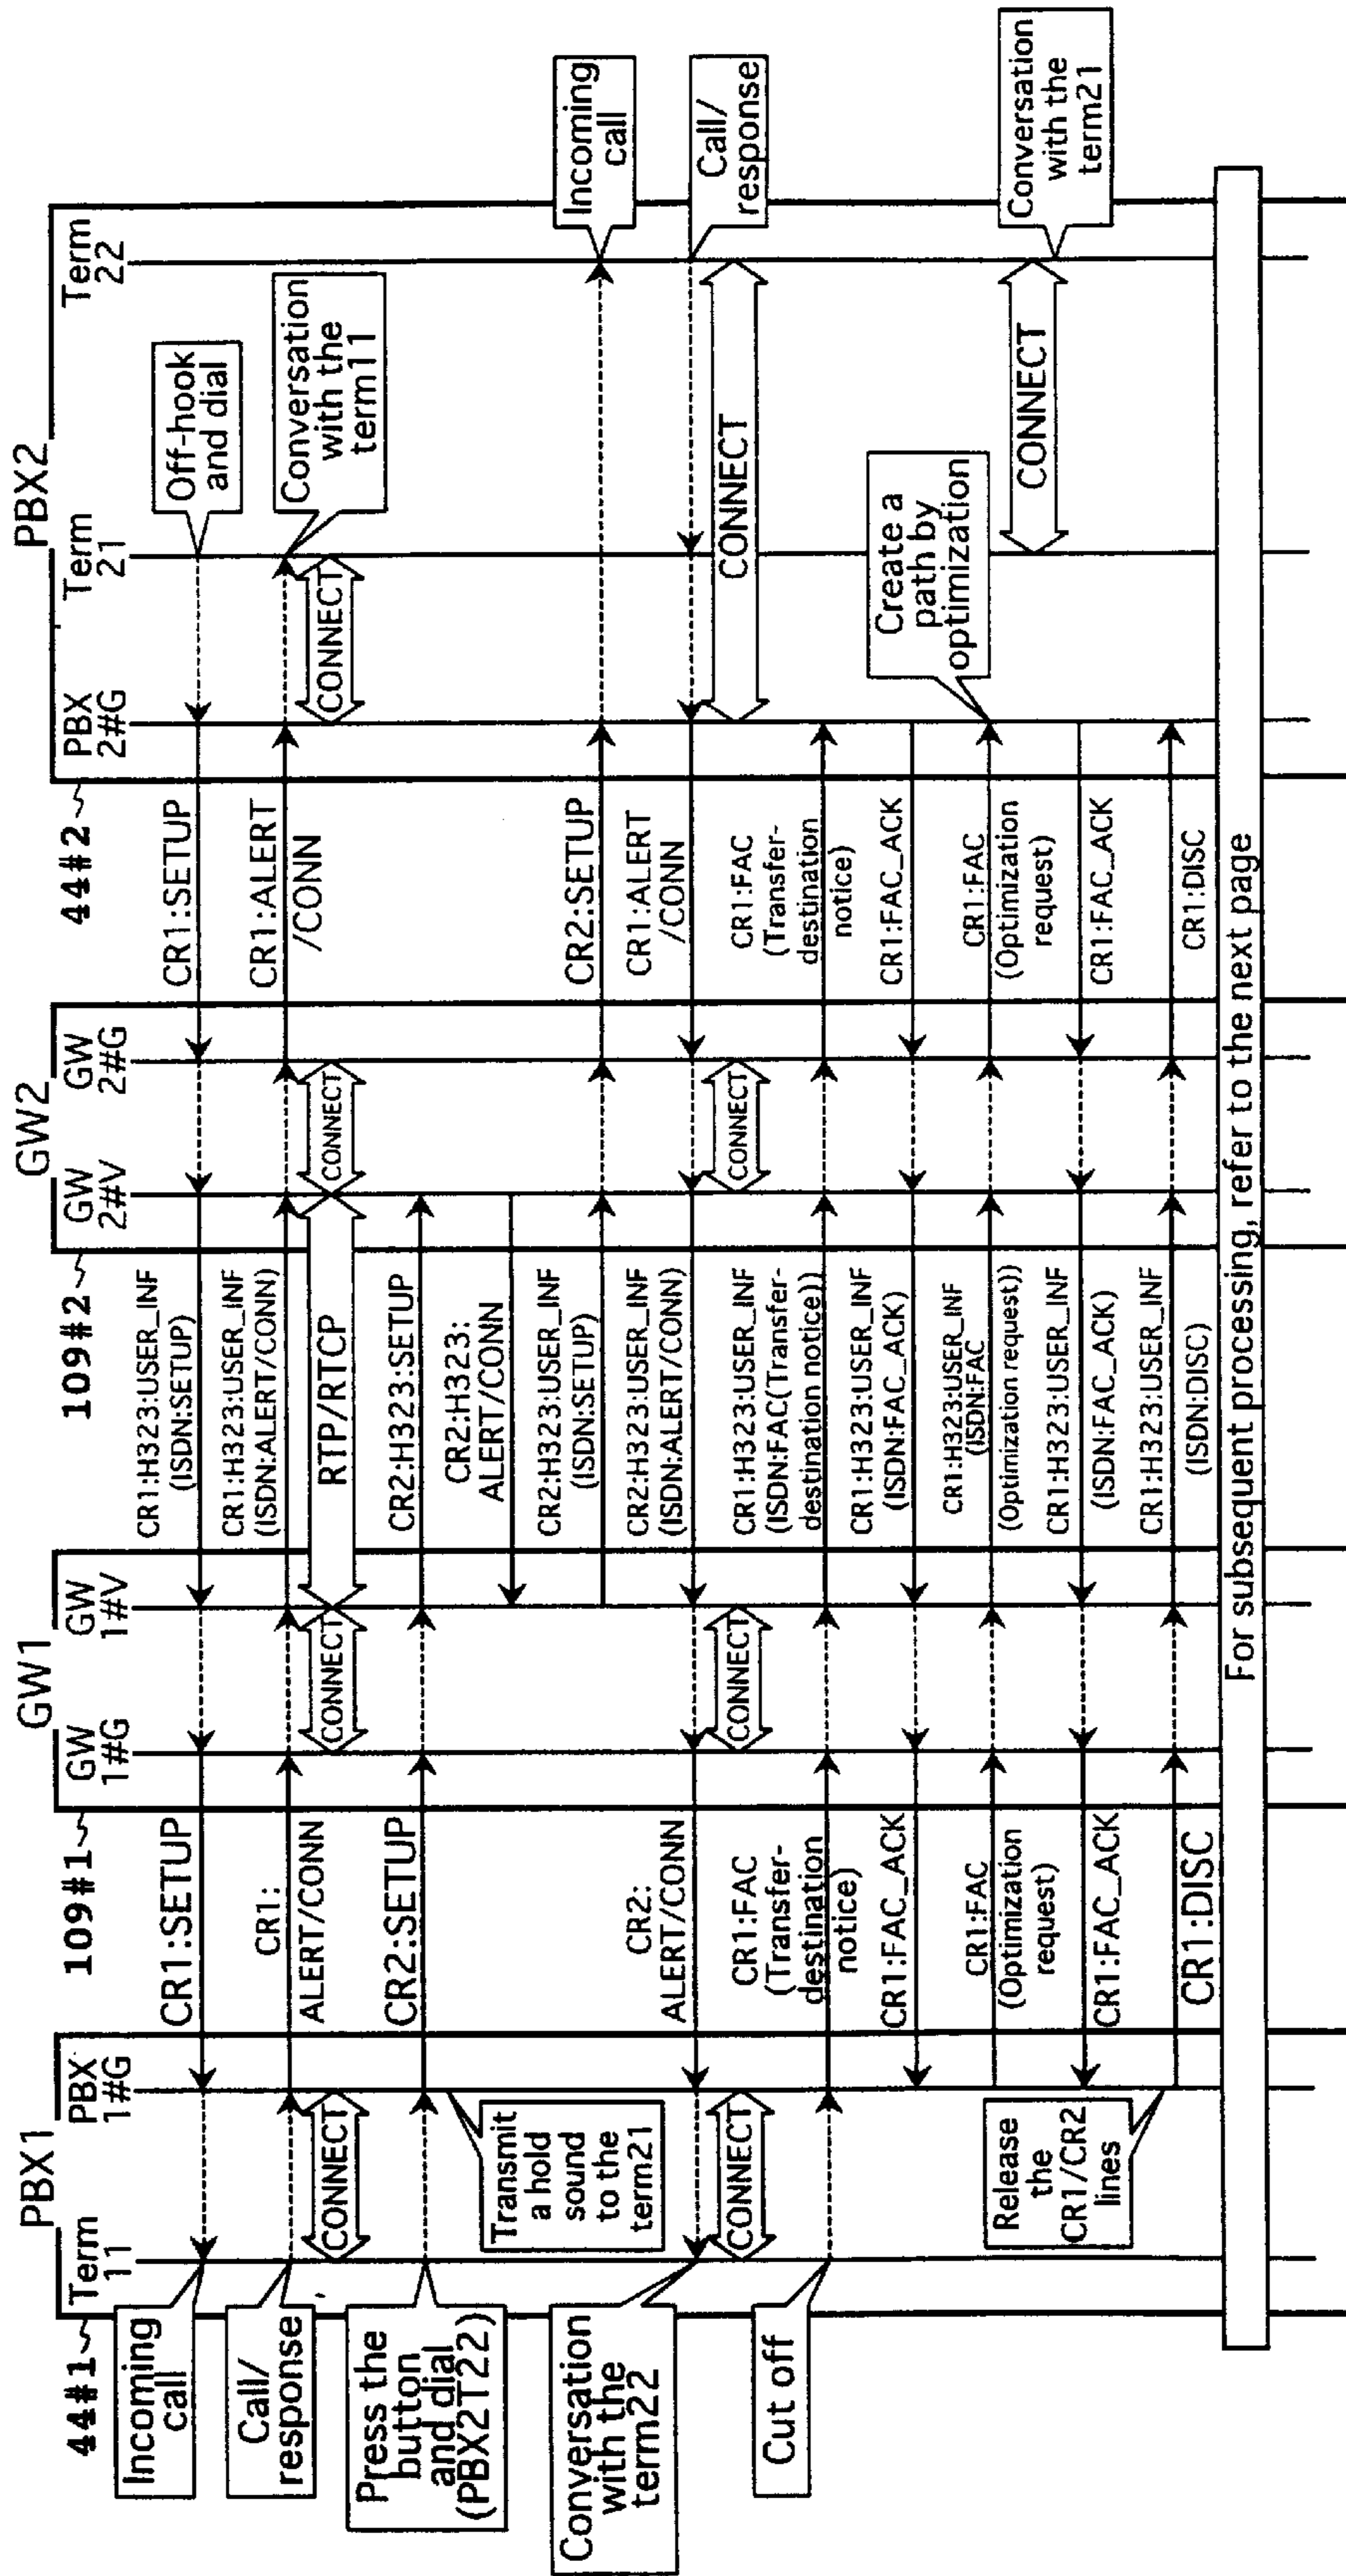 PBX1
GW1
GW2
PBX2
44#1
109#1
109#2
44#2
Term
11
PBX
1#G
GW
1#G
GW
1#V
GW
2#V
GW
2#G
PBX
2#G
Term
21
Term
22
Incoming
call
CR1:SETUP
CR1:H323:USER_INF
(ISDN:SETUP)
CR1:SETUP
Off-hook
and dial
Call/
response
CR1:
ALERT/CONN
CR1:H323:USER_INF
(ISDN:ALERT/CONN)
CR1:ALERT
/CONN
Conversation
with the
term11
CONNECT
CONNECT
RTP/RTCP
CONNECT
CONNECT
Press the
button
and dial
(PBX2T22)
CR2:SETUP
CR2:H323:SETUP
Transmit
a hold
sound
to the
term21
CR2:H323:
ALERT/CONN
CR2:H323:USER_INF
(ISDN:SETUP)
CR2:SETUP
Incoming
call
Conversation
with the
term22
CR2:
ALERT/CONN
CR2:H323:USER_INF
(ISDN:ALERT/CONN)
CR1:ALERT
/CONN
Call/
response
CONNECT
CONNECT
CONNECT
CONNECT
Cut off
CR1:FAC
(Transfer-
destination
notice)
CR1:H323:USER_INF
(ISDN:FAC(Transfer-
destination notice))
CR1:FAC
(Transfer-
destination
notice)
CR1:FAC_ACK
CR1:H323:USER_INF
(ISDN:FAC_ACK)
CR1:FAC_ACK
Create a
path by
optimization
CR1:FAC
(Optimization
request)
CR1:H323:USER_INF
(ISDN:FAC
(Optimization request))
CR1:FAC
(Optimization
request)
CONNECT
Conversation
with the
term21
CR1:FAC_ACK
CR1:H323:USER_INF
(ISDN:FAC_ACK)
CR1:FAC_ACK
Release
the
CR1/CR2
lines
CR1:DISC
CR1:H323:USER_INF
(ISDN:DISC)
CR1:DISC
For subsequent processing, refer to the next page